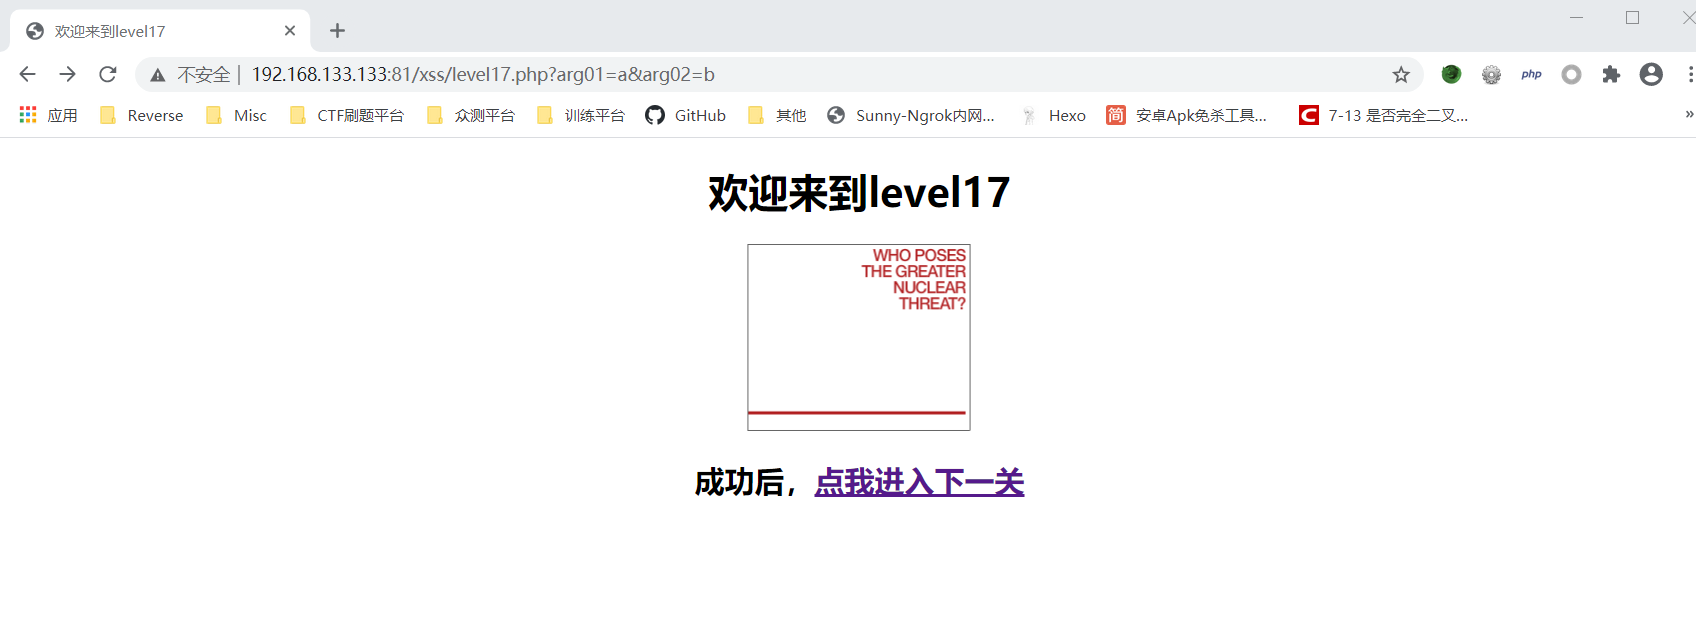 欢迎来到level17
不安全 | 192.168.133.133:81/xss/level17.php?arg01=a&arg02=b
php
应用 Reverse Misc CTF刷题平台 众测平台 训练平台 GitHub 其他 Sunny-Ngrok内网... Hexo 简 安卓Apk免杀工具... C 7-13 是否完全二叉... »
欢迎来到level17
WHO POSES
THE GREATER
NUCLEAR
THREAT?
成功后，点我进入下一关